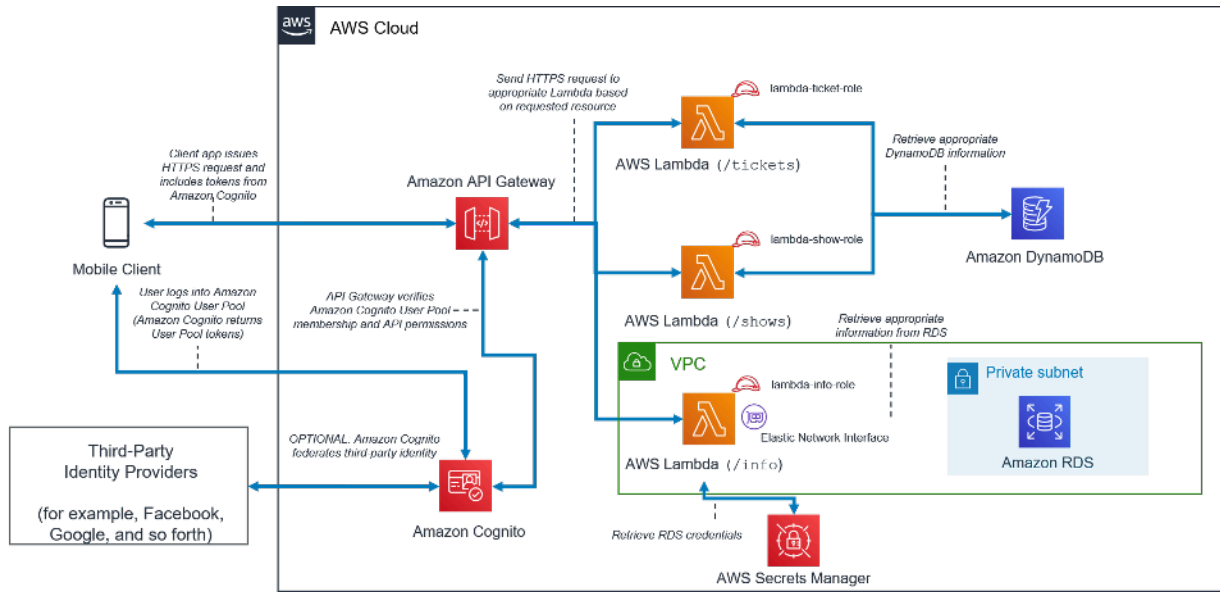 aws
AWS Cloud
Send HTTPS request to
appropriate Lambda based
on requested resource
lambda-ticket-role
AWS Lambda (/tickets)
Retrieve appropriate
DynamoDB information
Client app issues
HTTPS request and
includes tokens from
Amazon Cognito
Amazon API Gateway
Mobile Client
lambda-show-role
Amazon DynamoDB
User logs into Amazon
Cognito User Pool
(Amazon Cognito returns
User Pool tokens)
API Gateway verifies
Amazon Cognito User Pool
membership and API permissions
AWS Lambda (/shows)
Retrieve appropriate
information from RDS
VPC
lambda-info-role
Private subnet
Elastic Network Interface
AWS Lambda (/info)
Amazon RDS
Third-Party
Identity Providers
(for example, Facebook,
Google, and so forth)
OPTIONAL. Amazon Cognito
federates third-party identity
Amazon Cognito
Retrieve RDS credentials
AWS Secrets Manager